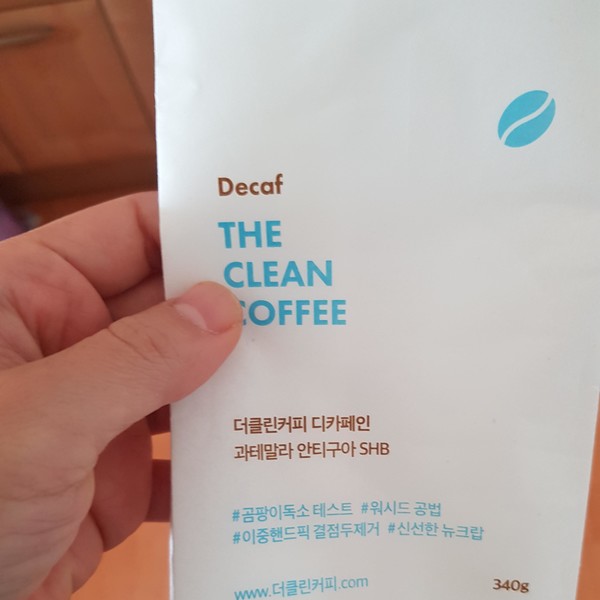 Decaf
THE
CLEAN
COFFEE
더클린커피 디카페인
과테말라 안티구아 SHB
#곰팡이독소 테스트 #워시드 공법
#이중핸드픽 결점두제거 #신선한 뉴크랍
www.더클린커피.com
340g